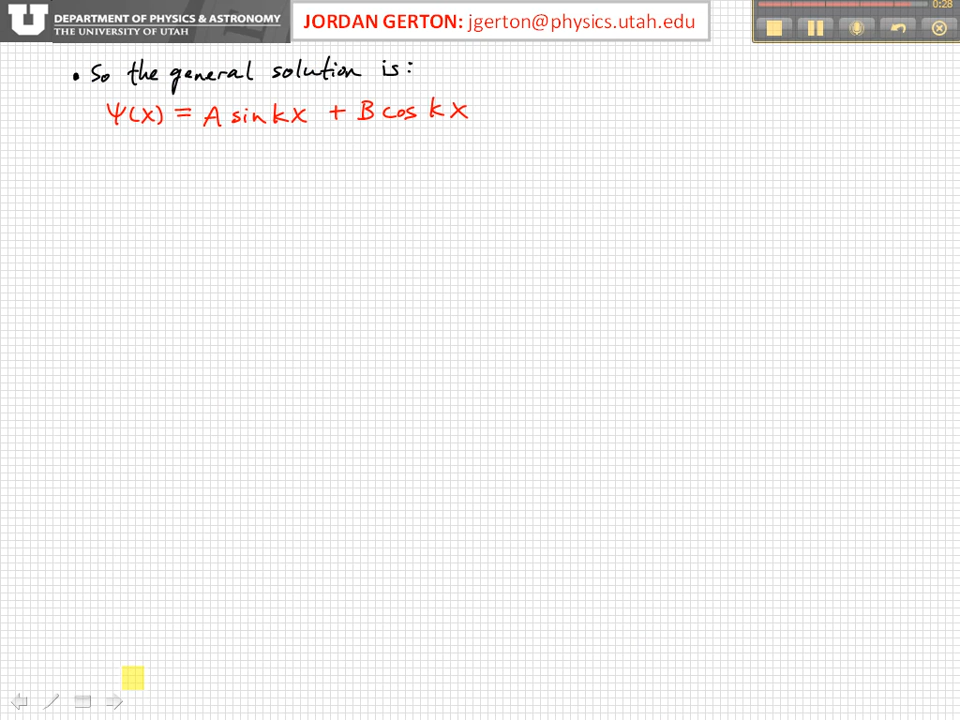 U DEPARTMENT OF PHYSICS & ASTRONOMY
THE UNIVERSITY OF UTAH
JORDAN GERTON: jgerton@physics.utah.edu
0:28
• So the general solution is:
Ψ(x) = A sin kx + B cos kx